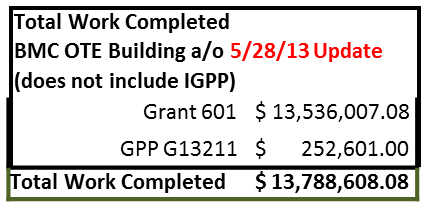 Total Work Completed
BMC OTE Building a/o 5/28/13 Update
(does not include IGPP)
Grant 601 $ 13,536,007.08
GPP G13211 $ 252,601.00
Total Work Completed $ 13,788,608.08